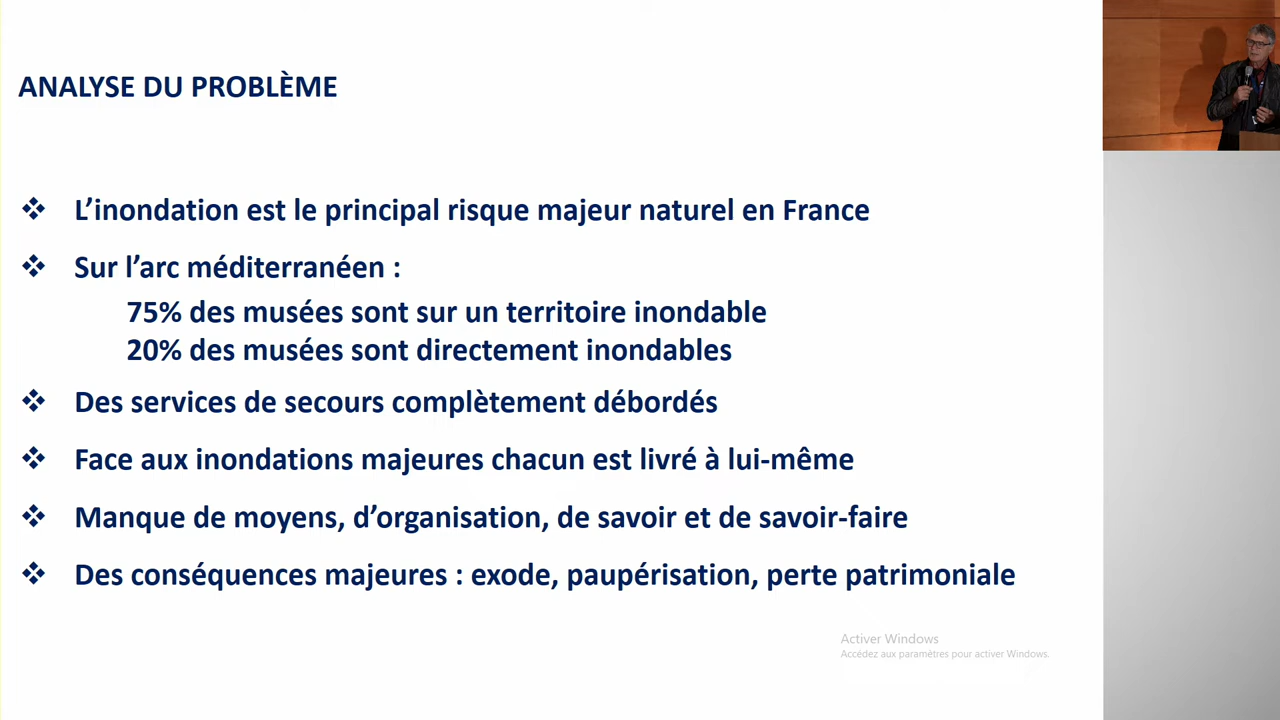 ANALYSE DU PROBLÈME
❖ L’inondation est le principal risque majeur naturel en France
❖ Sur l’arc méditerranéen :
75% des musées sont sur un territoire inondable
20% des musées sont directement inondables
❖ Des services de secours complètement débordés
❖ Face aux inondations majeures chacun est livré à lui-même
❖ Manque de moyens, d’organisation, de savoir et de savoir-faire
❖ Des conséquences majeures : exode, paupérisation, perte patrimoniale
Activer Windows
Accédez aux paramètres pour activer Windows.